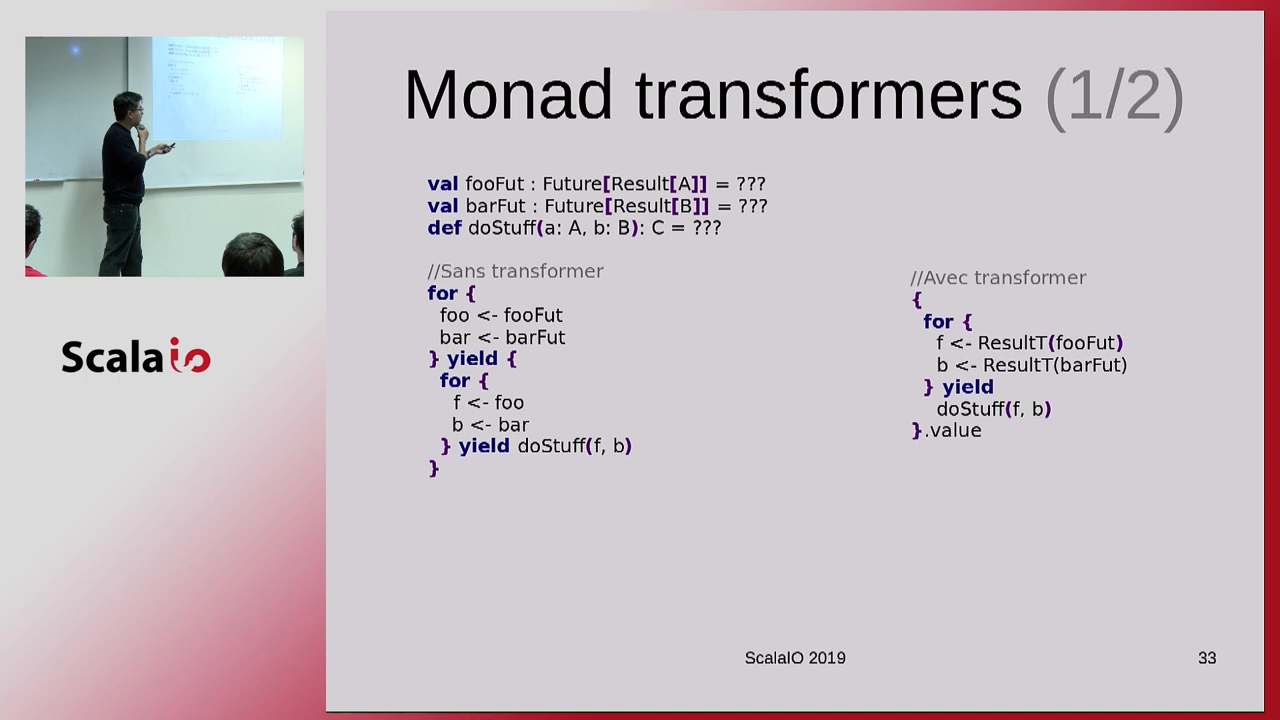 Monad transformers (1/2)
val fooFut : Future[Result[A]] = ???
val barFut : Future[Result[B]] = ???
def doStuff(a: A, b: B): C = ???
//Sans transformer
for {
foo <- fooFut
bar <- barFut
} yield {
for {
f <- foo
b <- bar
} yield doStuff(f, b)
}
//Avec transformer
{
for {
f <- ResultT(fooFut)
b <- ResultT(barFut)
} yield
doStuff(f, b)
}.value
Scala io
ScalaIO 2019
33